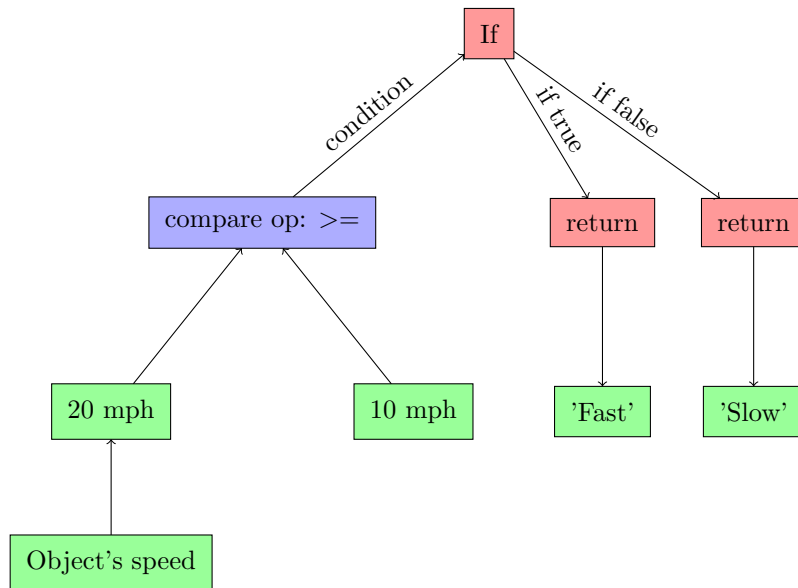 If
condition
if true
if false
compare op: >=
return
return
20 mph
10 mph
'Fast'
'Slow'
Object's speed